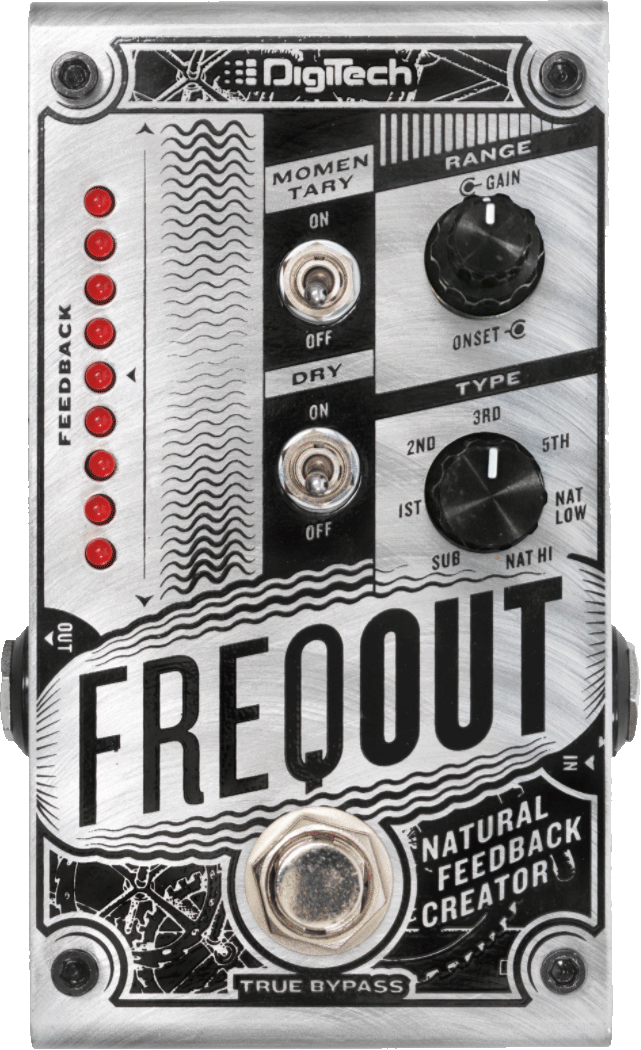 DigiTech
MOMEN
TARY
ON
OFF
RANGE
GAIN
ONSET
FEEDBACK
DRY
ON
OFF
TYPE
3RD
2ND
5TH
1ST
NAT
LOW
SUB
NAT HI
OUT
FREQOUT
IN
NATURAL
FEEDBACK
CREATOR
TRUE BYPASS